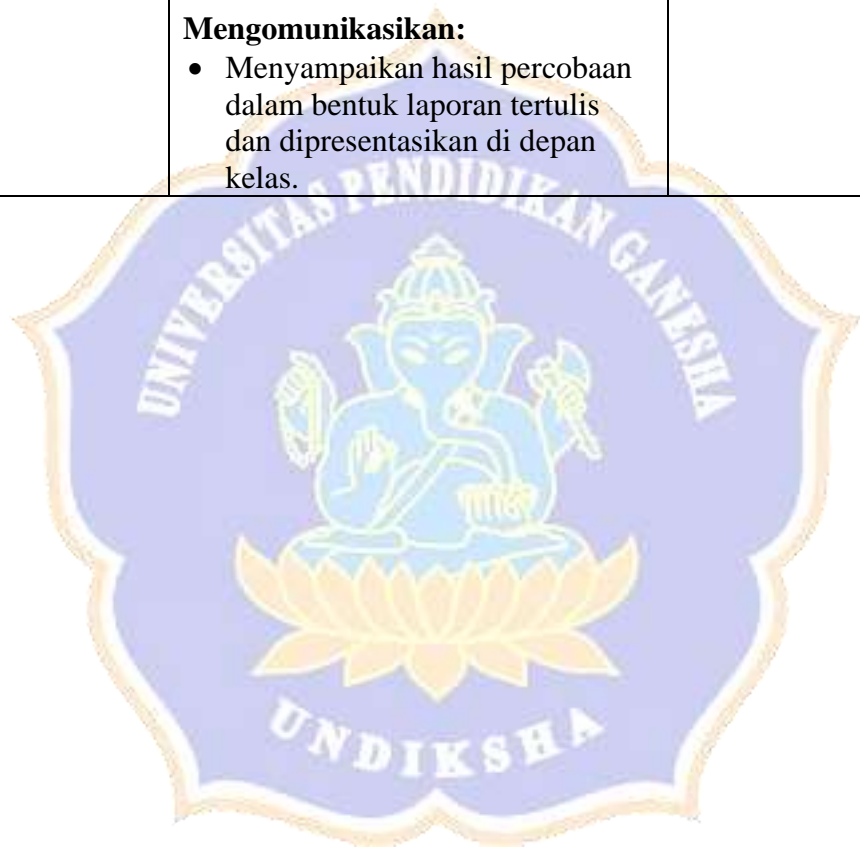 Mengomunikasikan:
• Menyampaikan hasil percobaan
dalam bentuk laporan tertulis
dan dipresentasikan di depan
kelas.
UNIVERSITAS PENDIDIKAN GANESHA
UNDIKSHA